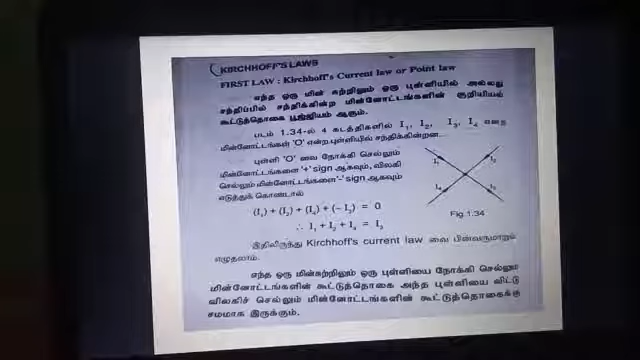 KIRCHHOFF'S LAWS
FIRST LAW : Kirchhoff's Current law or Point law
எந்த ஒரு மின் சுற்றிலும் ஒரு புள்ளியில் அல்லது
சந்திப்பில் சந்திக்கின்ற மின்னோட்டங்களின் குறியியல்
கூட்டுத்தொகை பூஜ்ஜியம் ஆகும்.
படம் 1.34-ல் 4 கடத்திகளில் I₁, I₂, I₃, I₄ என்ற
மின்னோட்டங்கள் 'O' என்ற புள்ளியில் சந்திக்கின்றன.
புள்ளி 'O' வை நோக்கி செல்லும்
மின்னோட்டங்களை '+' sign ஆகவும், விலகி
செல்லும் மின்னோட்டங்களை '-' sign ஆகவும்
எடுத்துக் கொண்டால்
(I₁) + (I₂) + (I₄) + (− I₃) = 0
∴ I₁ + I₂ + I₄ = I₃
I₁
I₂
I₄
I₃
Fig.1.34
இதிலிருந்து Kirchhoff's current law வை பின்வருமாறும்
எழுதலாம்.
எந்த ஒரு மின்சுற்றிலும் ஒரு புள்ளியை நோக்கி செல்லும்
மின்னோட்டங்களின் கூட்டுத்தொகை அந்த புள்ளியை விட்டு
விலகிச் செல்லும் மின்னோட்டங்களின் கூட்டுத்தொகைக்கு
சமமாக இருக்கும்.